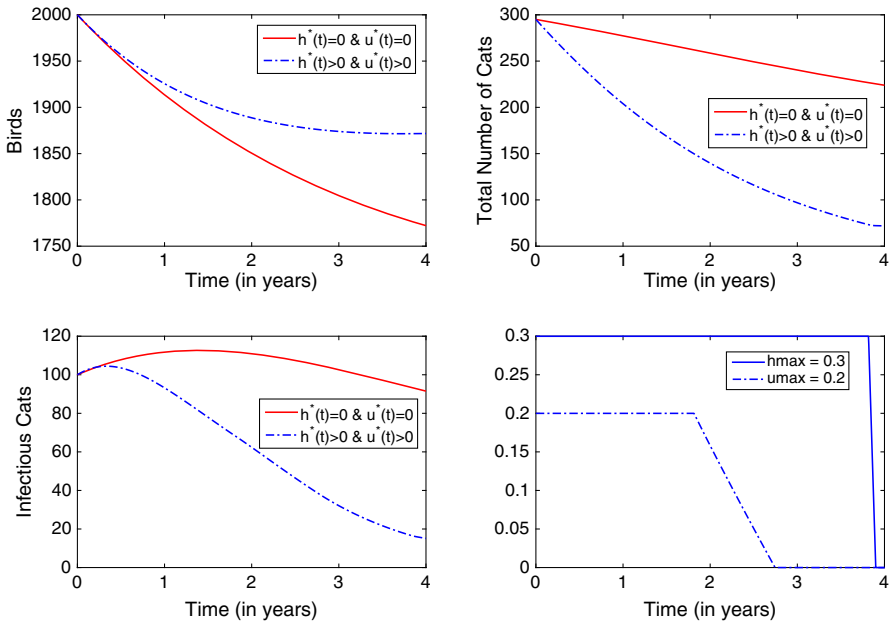 2000
1950
1900
1850
1800
1750
Birds
h*(t)=0 & u*(t)=0
h*(t)>0 & u*(t)>0
0 1 2 3 4
Time (in years)
300
250
200
150
100
50
Total Number of Cats
h*(t)=0 & u*(t)=0
h*(t)>0 & u*(t)>0
0 1 2 3 4
Time (in years)
120
100
80
60
40
20
0
Infectious Cats
h*(t)=0 & u*(t)=0
h*(t)>0 & u*(t)>0
0 1 2 3 4
Time (in years)
0.3
0.25
0.2
0.15
0.1
0.05
0
hmax = 0.3
umax = 0.2
0 1 2 3 4
Time (in years)